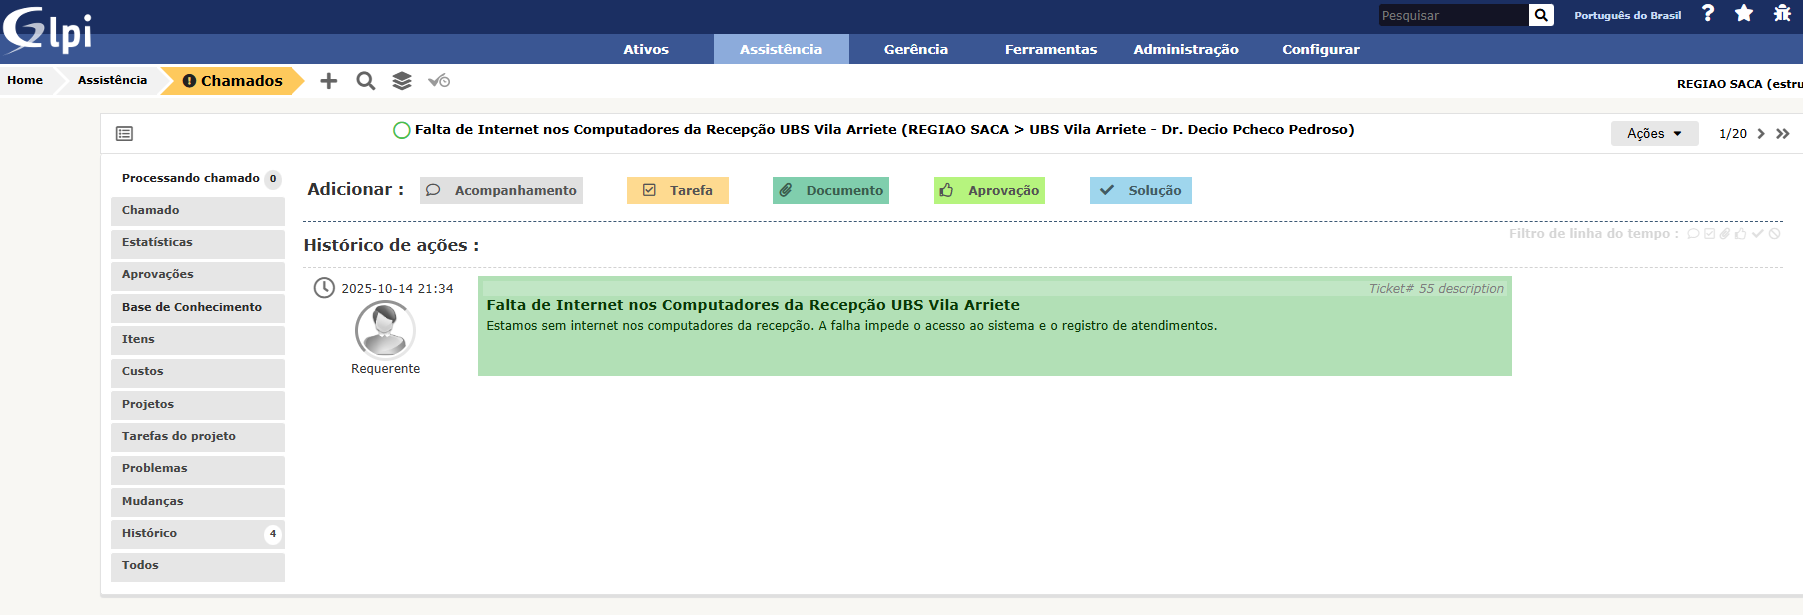 Glpi
Pesquisar
Português do Brasil
?
Ativos Assistência Gerência Ferramentas Administração Configurar
Home Assistência Chamados
REGIAO SACA (estru
Falta de Internet nos Computadores da Recepção UBS Vila Arriete (REGIAO SACA > UBS Vila Arriete - Dr. Decio Pcheco Pedroso)
Ações
1/20
Processando chamado 0
Chamado
Estatísticas
Aprovações
Base de Conhecimento
Itens
Custos
Projetos
Tarefas do projeto
Problemas
Mudanças
Histórico 4
Todos
Adicionar : Acompanhamento Tarefa Documento Aprovação Solução
Filtro de linha do tempo :
Histórico de ações :
2025-10-14 21:34
Requerente
Ticket# 55 description
Falta de Internet nos Computadores da Recepção UBS Vila Arriete
Estamos sem internet nos computadores da recepção. A falha impede o acesso ao sistema e o registro de atendimentos.